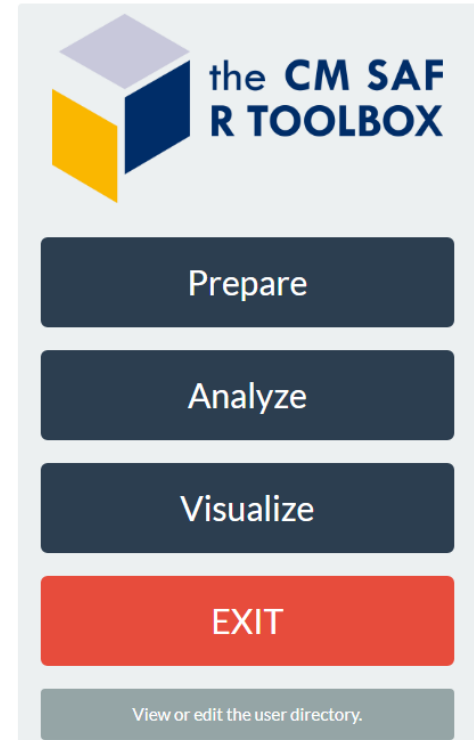 the CM SAF
R TOOLBOX
Prepare
Analyze
Visualize
EXIT
View or edit the user directory.